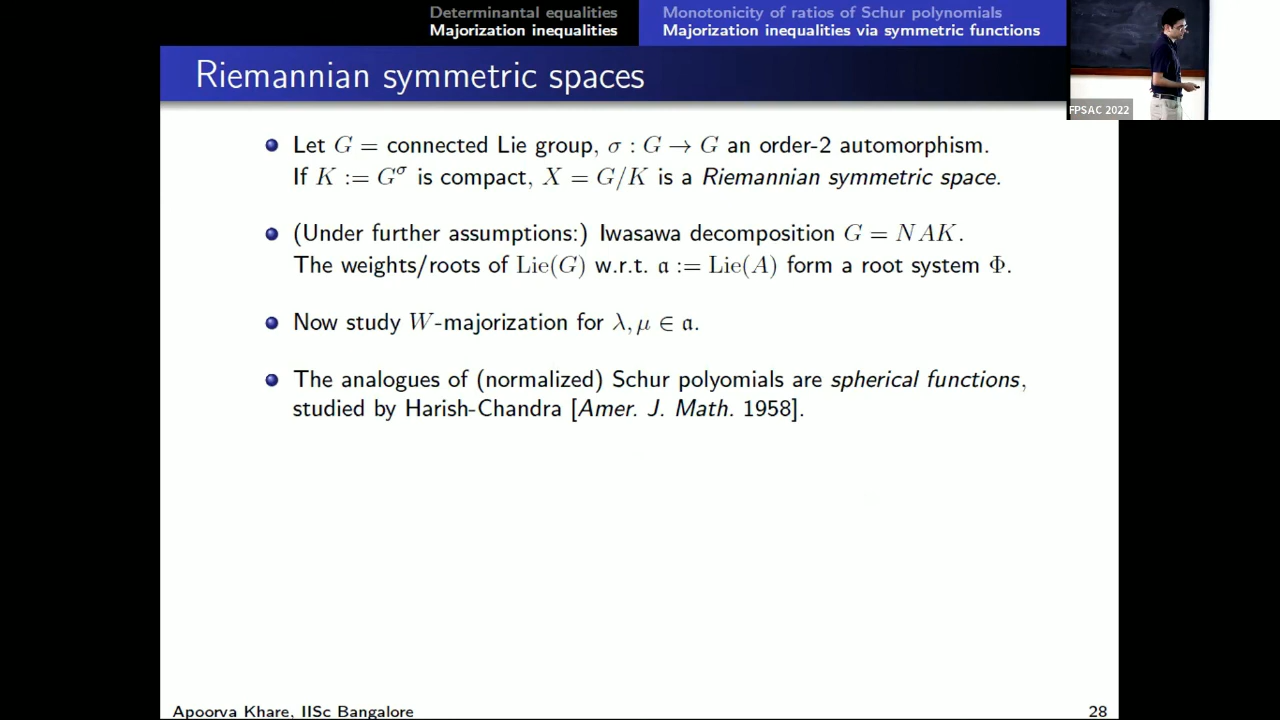 Determinantal equalities
Majorization inequalities
Monotonicity of ratios of Schur polynomials
Majorization inequalities via symmetric functions
FPSAC 2022
Riemannian symmetric spaces
Let G = connected Lie group, σ : G → G an order-2 automorphism.
If K := G^σ is compact, X = G/K is a Riemannian symmetric space.
(Under further assumptions:) Iwasawa decomposition G = NAK.
The weights/roots of Lie(G) w.r.t. 𝔞 := Lie(A) form a root system Φ.
Now study W-majorization for λ, μ ∈ 𝔞.
The analogues of (normalized) Schur polyomials are spherical functions,
studied by Harish-Chandra [Amer. J. Math. 1958].
Apoorva Khare, IISc Bangalore
28